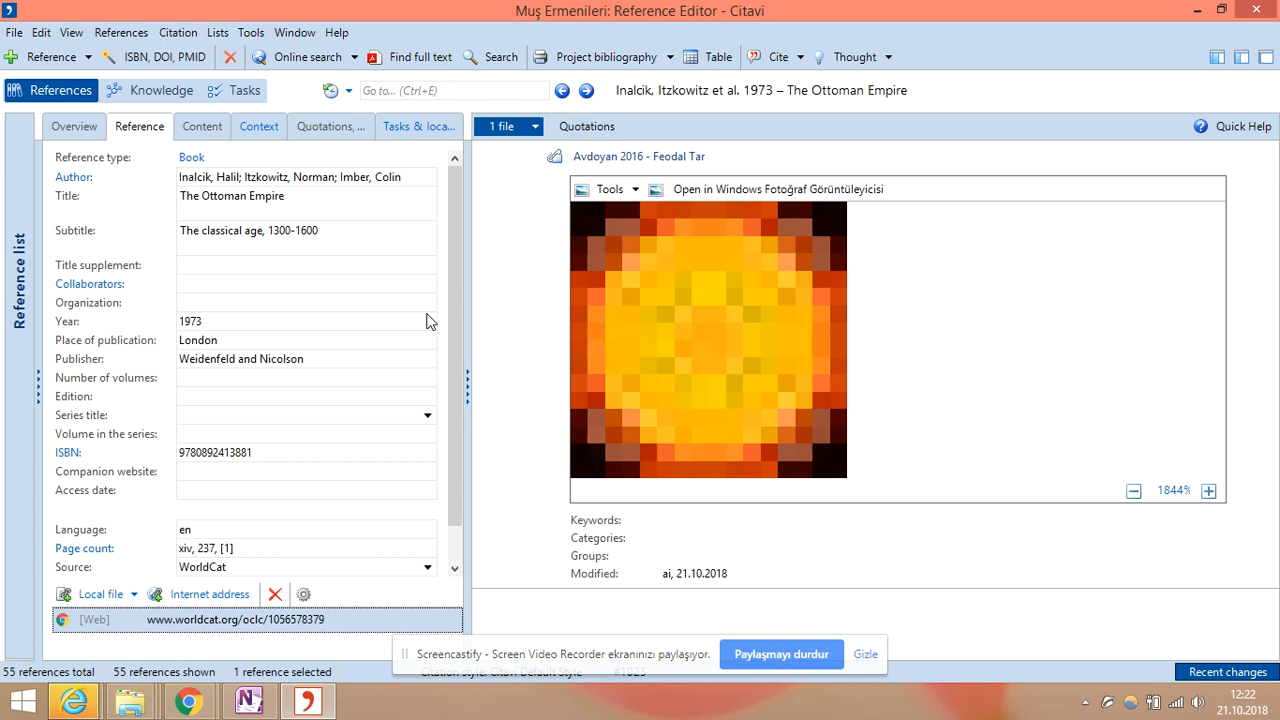 Muş Ermenileri: Reference Editor - Citavi
File Edit View References Citation Lists Tools Window Help
Reference ISBN, DOI, PMID Online search Find full text Search Project bibliography Table Cite Thought
References Knowledge Tasks Go to... (Ctrl+E) Inalcik, Itzkowitz et al. 1973 – The Ottoman Empire
Overview Reference Content Context Quotations, ... Tasks & loca... 1 file Quotations Quick Help
Reference list
Reference type: Book
Author: Inalcik, Halil; Itzkowitz, Norman; Imber, Colin
Title: The Ottoman Empire
Subtitle: The classical age, 1300-1600
Title supplement:
Collaborators:
Organization:
Year: 1973
Place of publication: London
Publisher: Weidenfeld and Nicolson
Number of volumes:
Edition:
Series title:
Volume in the series:
ISBN: 9780892413881
Companion website:
Access date:
Language: en
Page count: xiv, 237, [1]
Source: WorldCat
Local file Internet address
[Web] www.worldcat.org/oclc/1056578379
Avdoyan 2016 - Feodal Tar
Tools Open in Windows Fotoğraf Görüntüleyicisi
1844%
Keywords:
Categories:
Groups:
Modified: ai, 21.10.2018
Screencastify - Screen Video Recorder ekranınızı paylaşıyor. Paylaşmayı durdur Gizle
55 references total 55 references shown 1 reference selected Citation style: Citavi Default Style #1025 Recent changes
12:22
21.10.2018